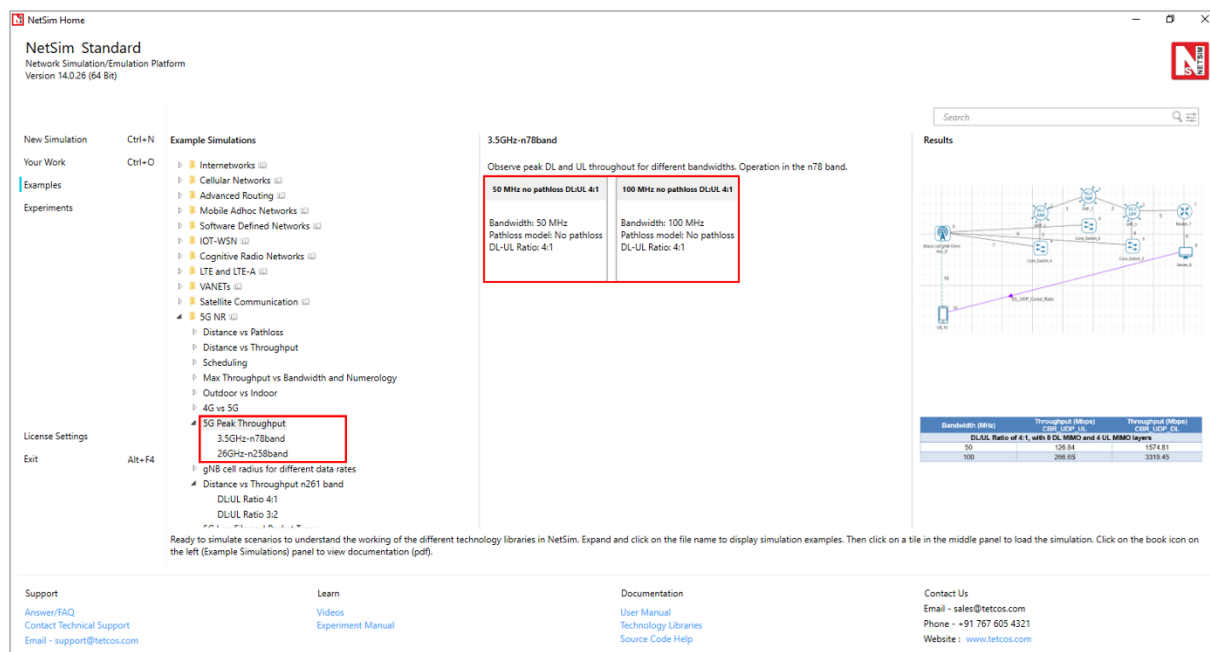 NetSim Home
NetSim Standard
Network Simulation/Emulation Platform
Version 14.0.26 (64 Bit)
NETSIM
Search
New Simulation Ctrl+N
Your Work Ctrl+O
Examples
Experiments
License Settings
Exit Alt+F4
Example Simulations
Internetworks
Cellular Networks
Advanced Routing
Mobile Adhoc Networks
Software Defined Networks
IOT-WSN
Cognitive Radio Networks
LTE and LTE-A
VANETs
Satellite Communication
5G NR
Distance vs Pathloss
Distance vs Throughput
Scheduling
Max Throughput vs Bandwidth and Numerology
Outdoor vs Indoor
4G vs 5G
5G Peak Throughput
3.5GHz-n78band
26GHz-n258band
gNB cell radius for different data rates
Distance vs Throughput n261 band
DL:UL Ratio 4:1
DL:UL Ratio 3:2
3.5GHz-n78band
Observe peak DL and UL throughout for different bandwidths. Operation in the n78 band.
50 MHz no pathloss DL:UL 4:1
Bandwidth: 50 MHz
Pathloss model: No pathloss
DL-UL Ratio: 4:1
100 MHz no pathloss DL:UL 4:1
Bandwidth: 100 MHz
Pathloss model: No pathloss
DL-UL Ratio: 4:1
Results
DL_UDP_Const_Rate
Bandwidth (MHz) Throughput (Mbps) CBR_UDP_UL Throughput (Mbps) CBR_UDP_DL
DL/UL Ratio of 4:1, with 8 DL MIMO and 4 UL MIMO layers
50 126.84 1574.81
100 266.65 3319.45
Ready to simulate scenarios to understand the working of the different technology libraries in NetSim. Expand and click on the file name to display simulation examples. Then click on a tile in the middle panel to load the simulation. Click on the book icon on
the left (Example Simulations) panel to view documentation (pdf).
Support
Answer/FAQ
Contact Technical Support
Email - support@tetcos.com
Learn
Videos
Experiment Manual
Documentation
User Manual
Technology Libraries
Source Code Help
Contact Us
Email - sales@tetcos.com
Phone - +91 767 605 4321
Website : www.tetcos.com